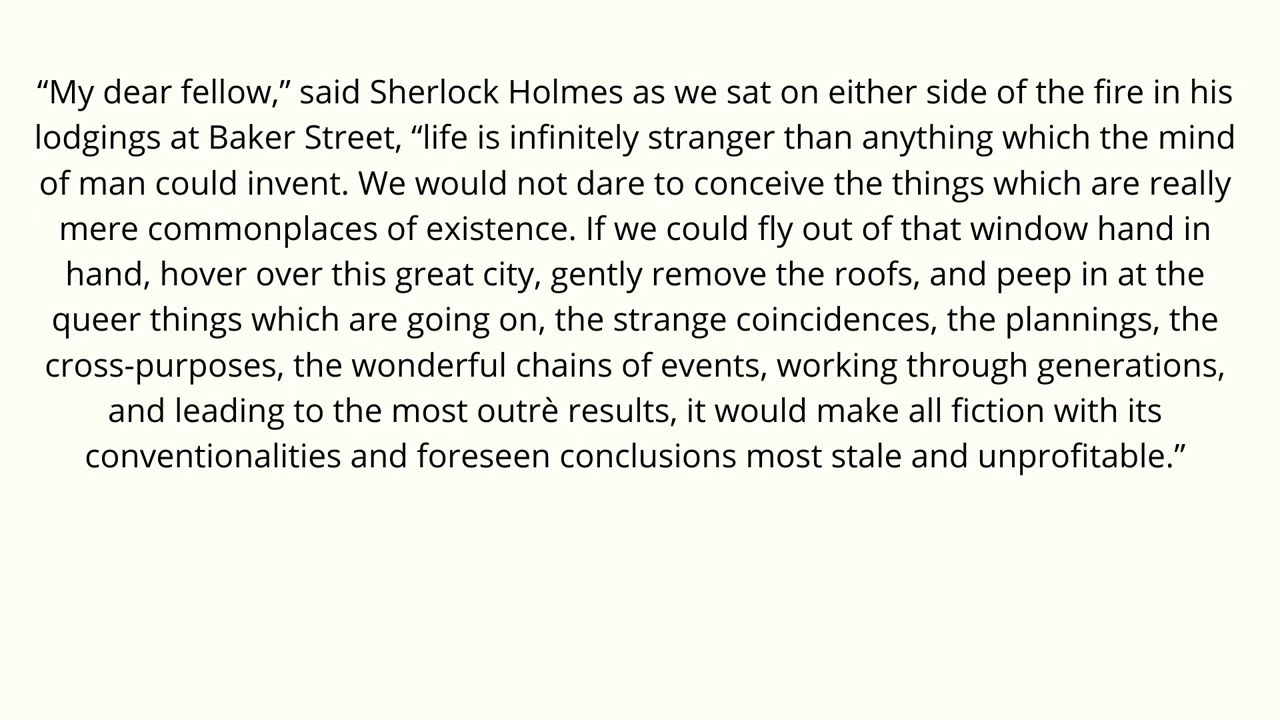 “My dear fellow,” said Sherlock Holmes as we sat on either side of the fire in his
lodgings at Baker Street, “life is infinitely stranger than anything which the mind
of man could invent. We would not dare to conceive the things which are really
mere commonplaces of existence. If we could fly out of that window hand in
hand, hover over this great city, gently remove the roofs, and peep in at the
queer things which are going on, the strange coincidences, the plannings, the
cross-purposes, the wonderful chains of events, working through generations,
and leading to the most outrè results, it would make all fiction with its
conventionalities and foreseen conclusions most stale and unprofitable.”